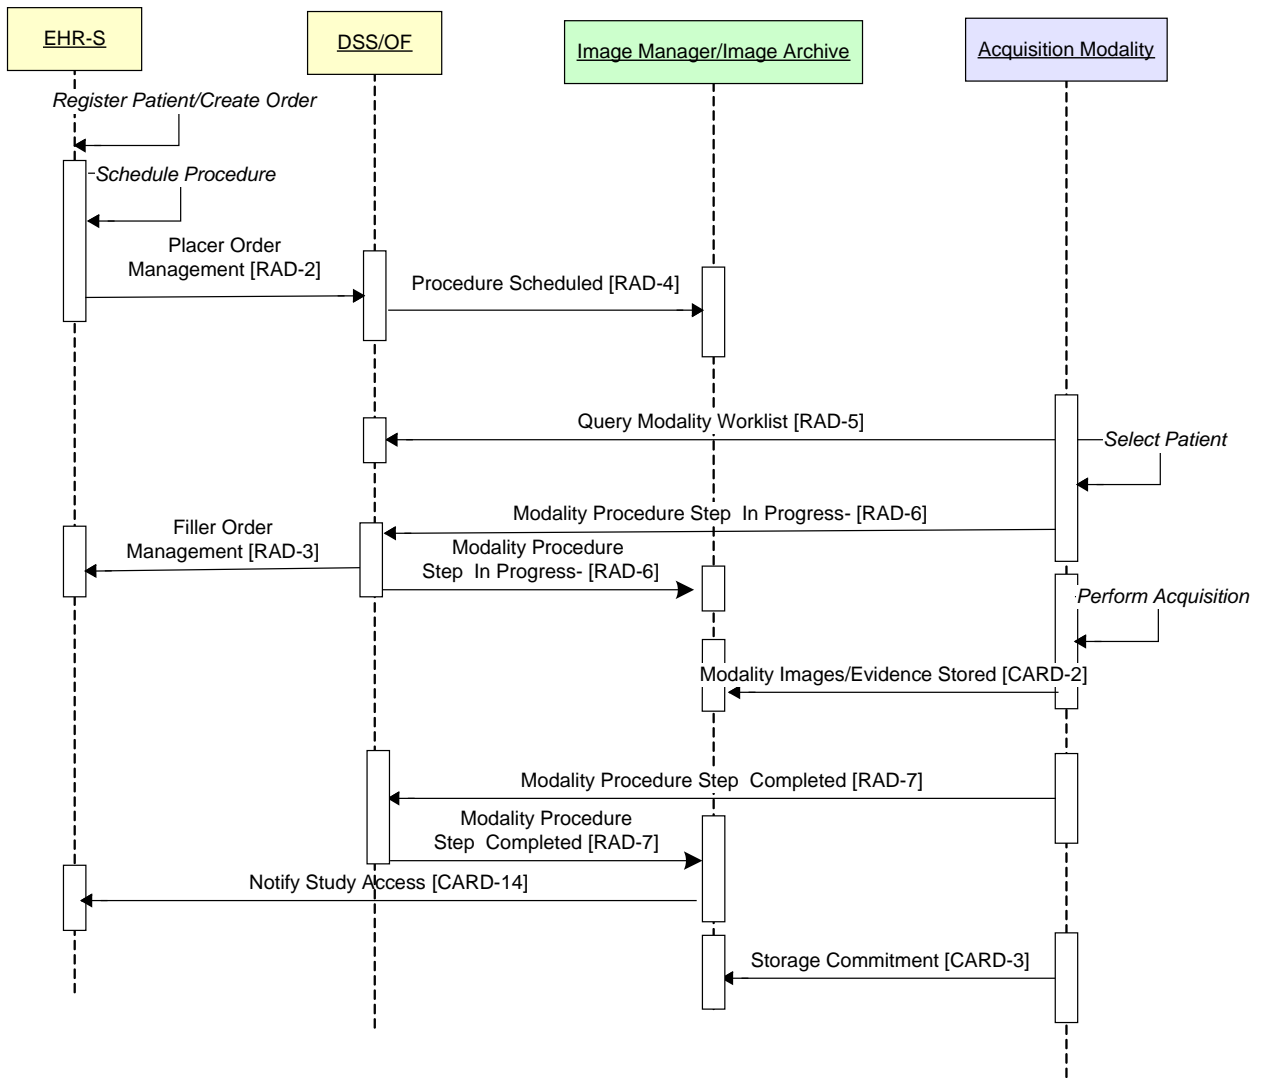 EHR-S
DSS/OF
Image Manager/Image Archive
Acquisition Modality
Register Patient/Create Order
Schedule Procedure
Placer Order
Management [RAD-2]
Procedure Scheduled [RAD-4]
Query Modality Worklist [RAD-5]
Select Patient
Modality Procedure Step  In Progress- [RAD-6]
Filler Order
Management [RAD-3]
Modality Procedure
Step  In Progress- [RAD-6]
Perform Acquisition
Modality Images/Evidence Stored [CARD-2]
Modality Procedure Step  Completed [RAD-7]
Modality Procedure
Step  Completed [RAD-7]
Notify Study Access [CARD-14]
Storage Commitment [CARD-3]